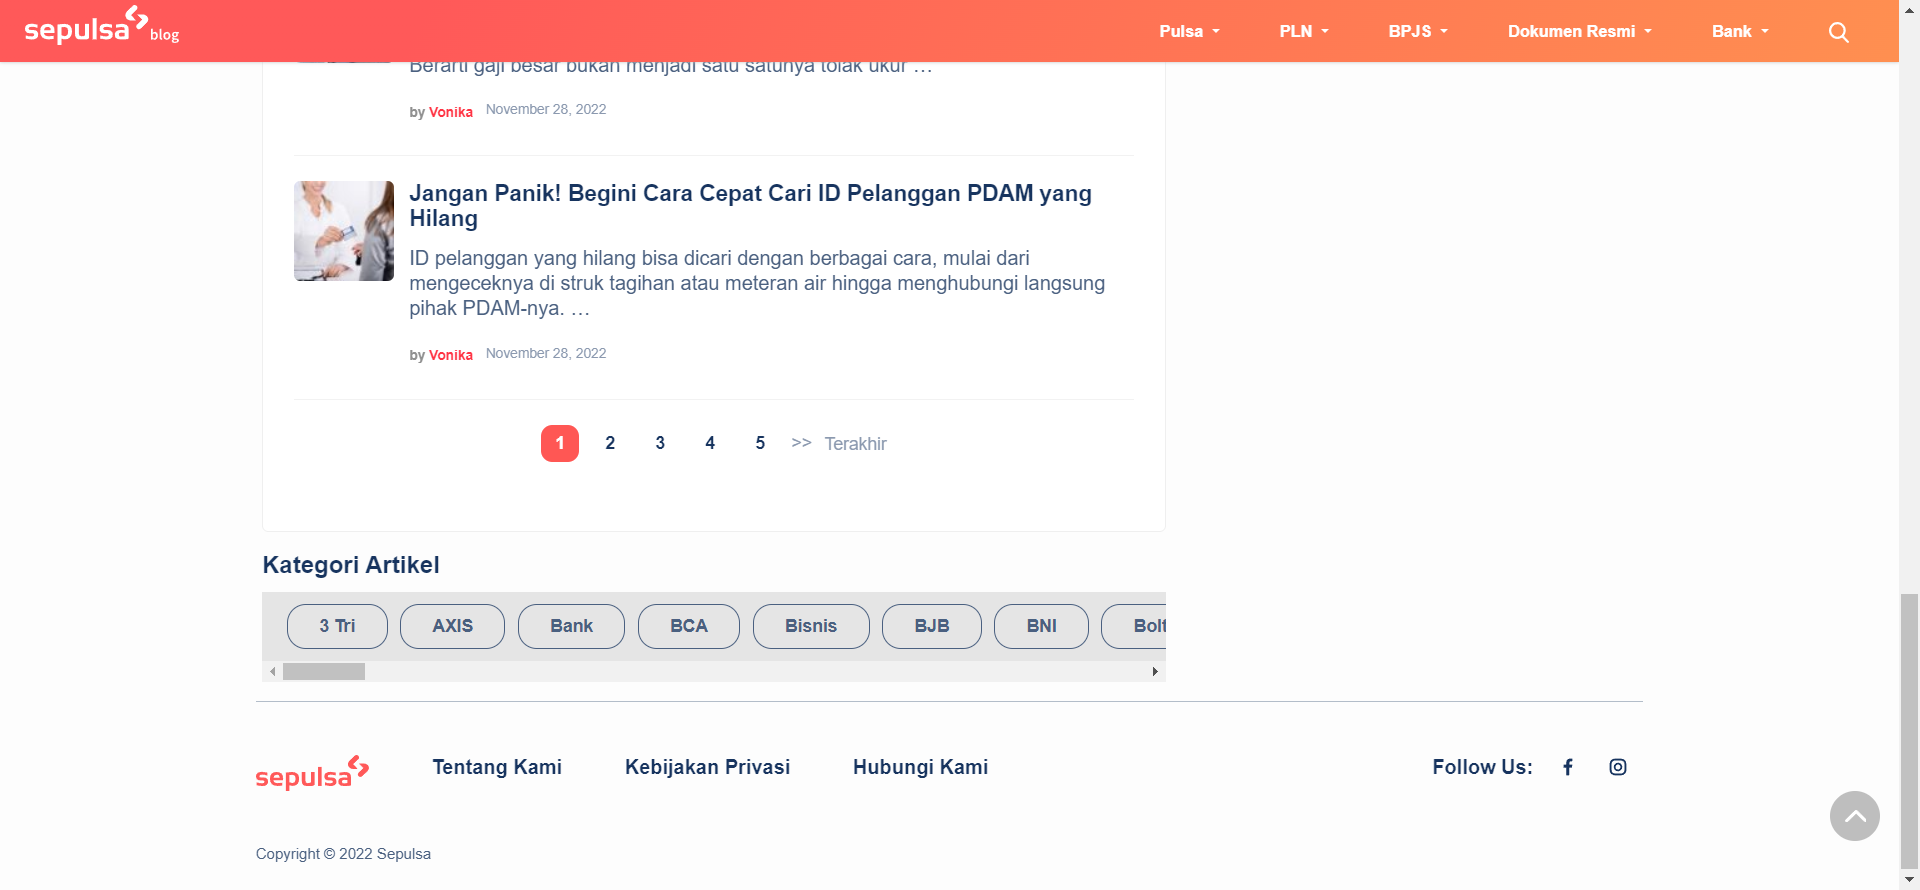 sepulsa blog
Pulsa
PLN
BPJS
Dokumen Resmi
Bank
Berarti gaji besar bukan menjadi satu satunya tolak ukur …
by Vonika November 28, 2022
Jangan Panik! Begini Cara Cepat Cari ID Pelanggan PDAM yang
Hilang
ID pelanggan yang hilang bisa dicari dengan berbagai cara, mulai dari
mengeceknya di struk tagihan atau meteran air hingga menghubungi langsung
pihak PDAM-nya. …
by Vonika November 28, 2022
1 2 3 4 5 >> Terakhir
Kategori Artikel
3 Tri
AXIS
Bank
BCA
Bisnis
BJB
BNI
Bolt
sepulsa
Tentang Kami
Kebijakan Privasi
Hubungi Kami
Follow Us:
Copyright © 2022 Sepulsa